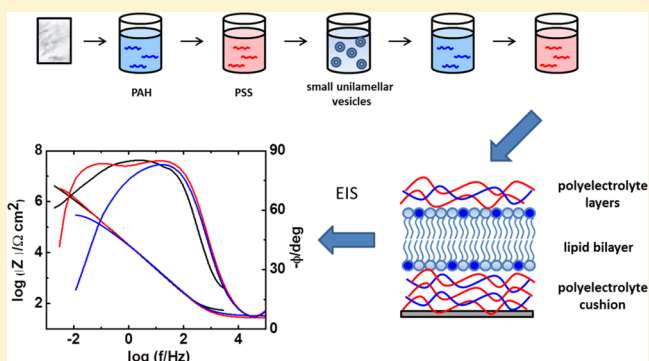 PAH
PSS
small unilamellar
vesicles
polyelectrolyte
layers
lipid bilayer
polyelectrolyte
cushion
EIS
8
6
4
2
log |Z |/Ω cm²
90
60
30
0
-ϕ/deg
-2
0
2
4
log (f/Hz)